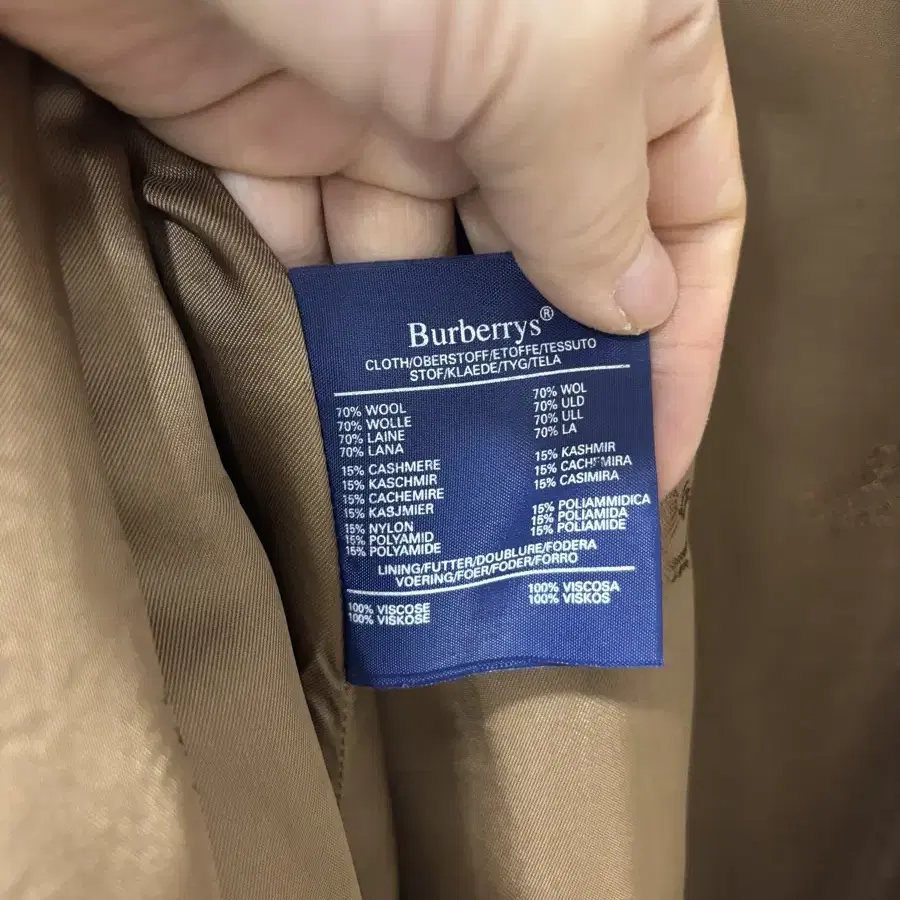 Burberrys®
CLOTH/OBERSTOFF/ETOFFE/TESSUTO
STOF/KLAEDE/TYG/TELA
70% WOOL
70% WOLLE
70% LAINE
70% LANA
15% CASHMERE
15% KASCHMIR
15% CACHEMIRE
15% KASJMIER
15% NYLON
15% POLYAMID
15% POLYAMIDE
70% WOL
70% ULD
70% ULL
70% LA
15% KASHMIR
15% CACHEMIRA
15% CASIMIRA
15% POLIAMMIDICA
15% POLIAMIDA
15% POLIAMIDE
LINING/FUTTER/DOUBLURE/FODERA
VOERING/FOER/FODER/FORRO
100% VISCOSE
100% VISKOSE
100% VISCOSA
100% VISKOS